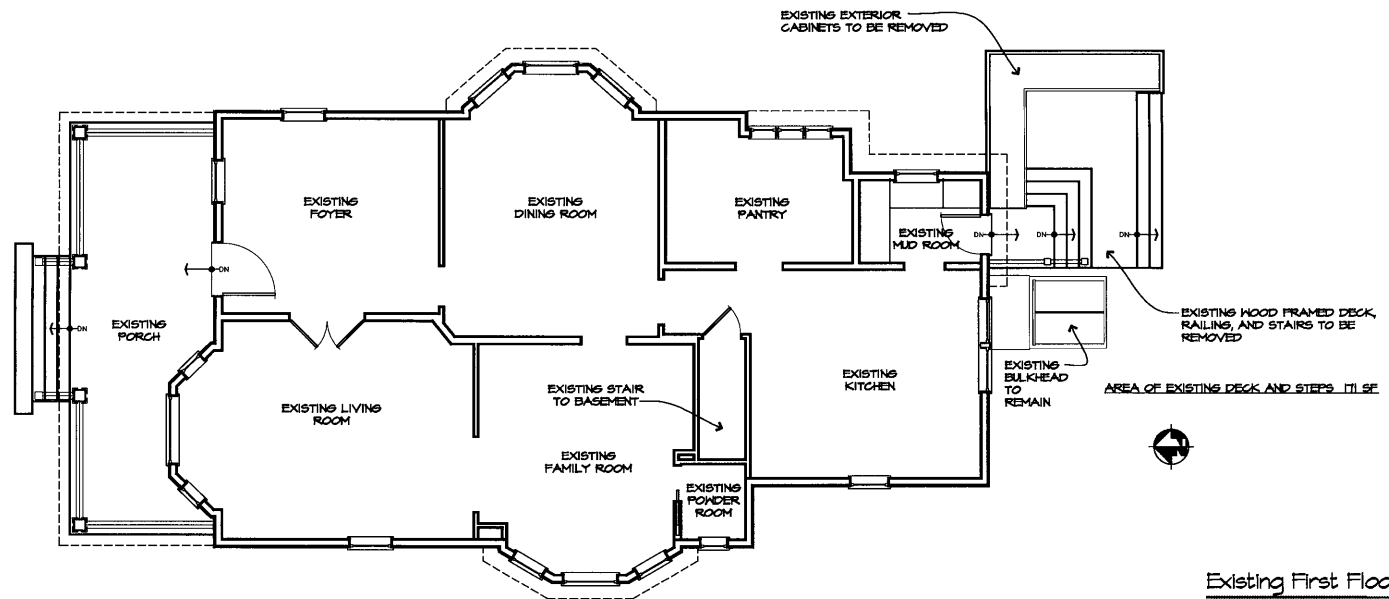 EXISTING EXTERIOR
CABINETS TO BE REMOVED
EXISTING
FOYER
EXISTING
DINING ROOM
EXISTING
PANTRY
EXISTING
MUD ROOM
DN
DN
DN
DN
DN
EXISTING
PORCH
EXISTING WOOD FRAMED DECK,
RAILING, AND STAIRS TO BE
REMOVED
EXISTING
BULKHEAD
TO
REMAIN
AREA OF EXISTING DECK AND STEPS 171 SF
EXISTING
KITCHEN
EXISTING STAIR
TO BASEMENT
EXISTING LIVING
ROOM
EXISTING
FAMILY ROOM
EXISTING
POWDER
ROOM
Existing First Floo